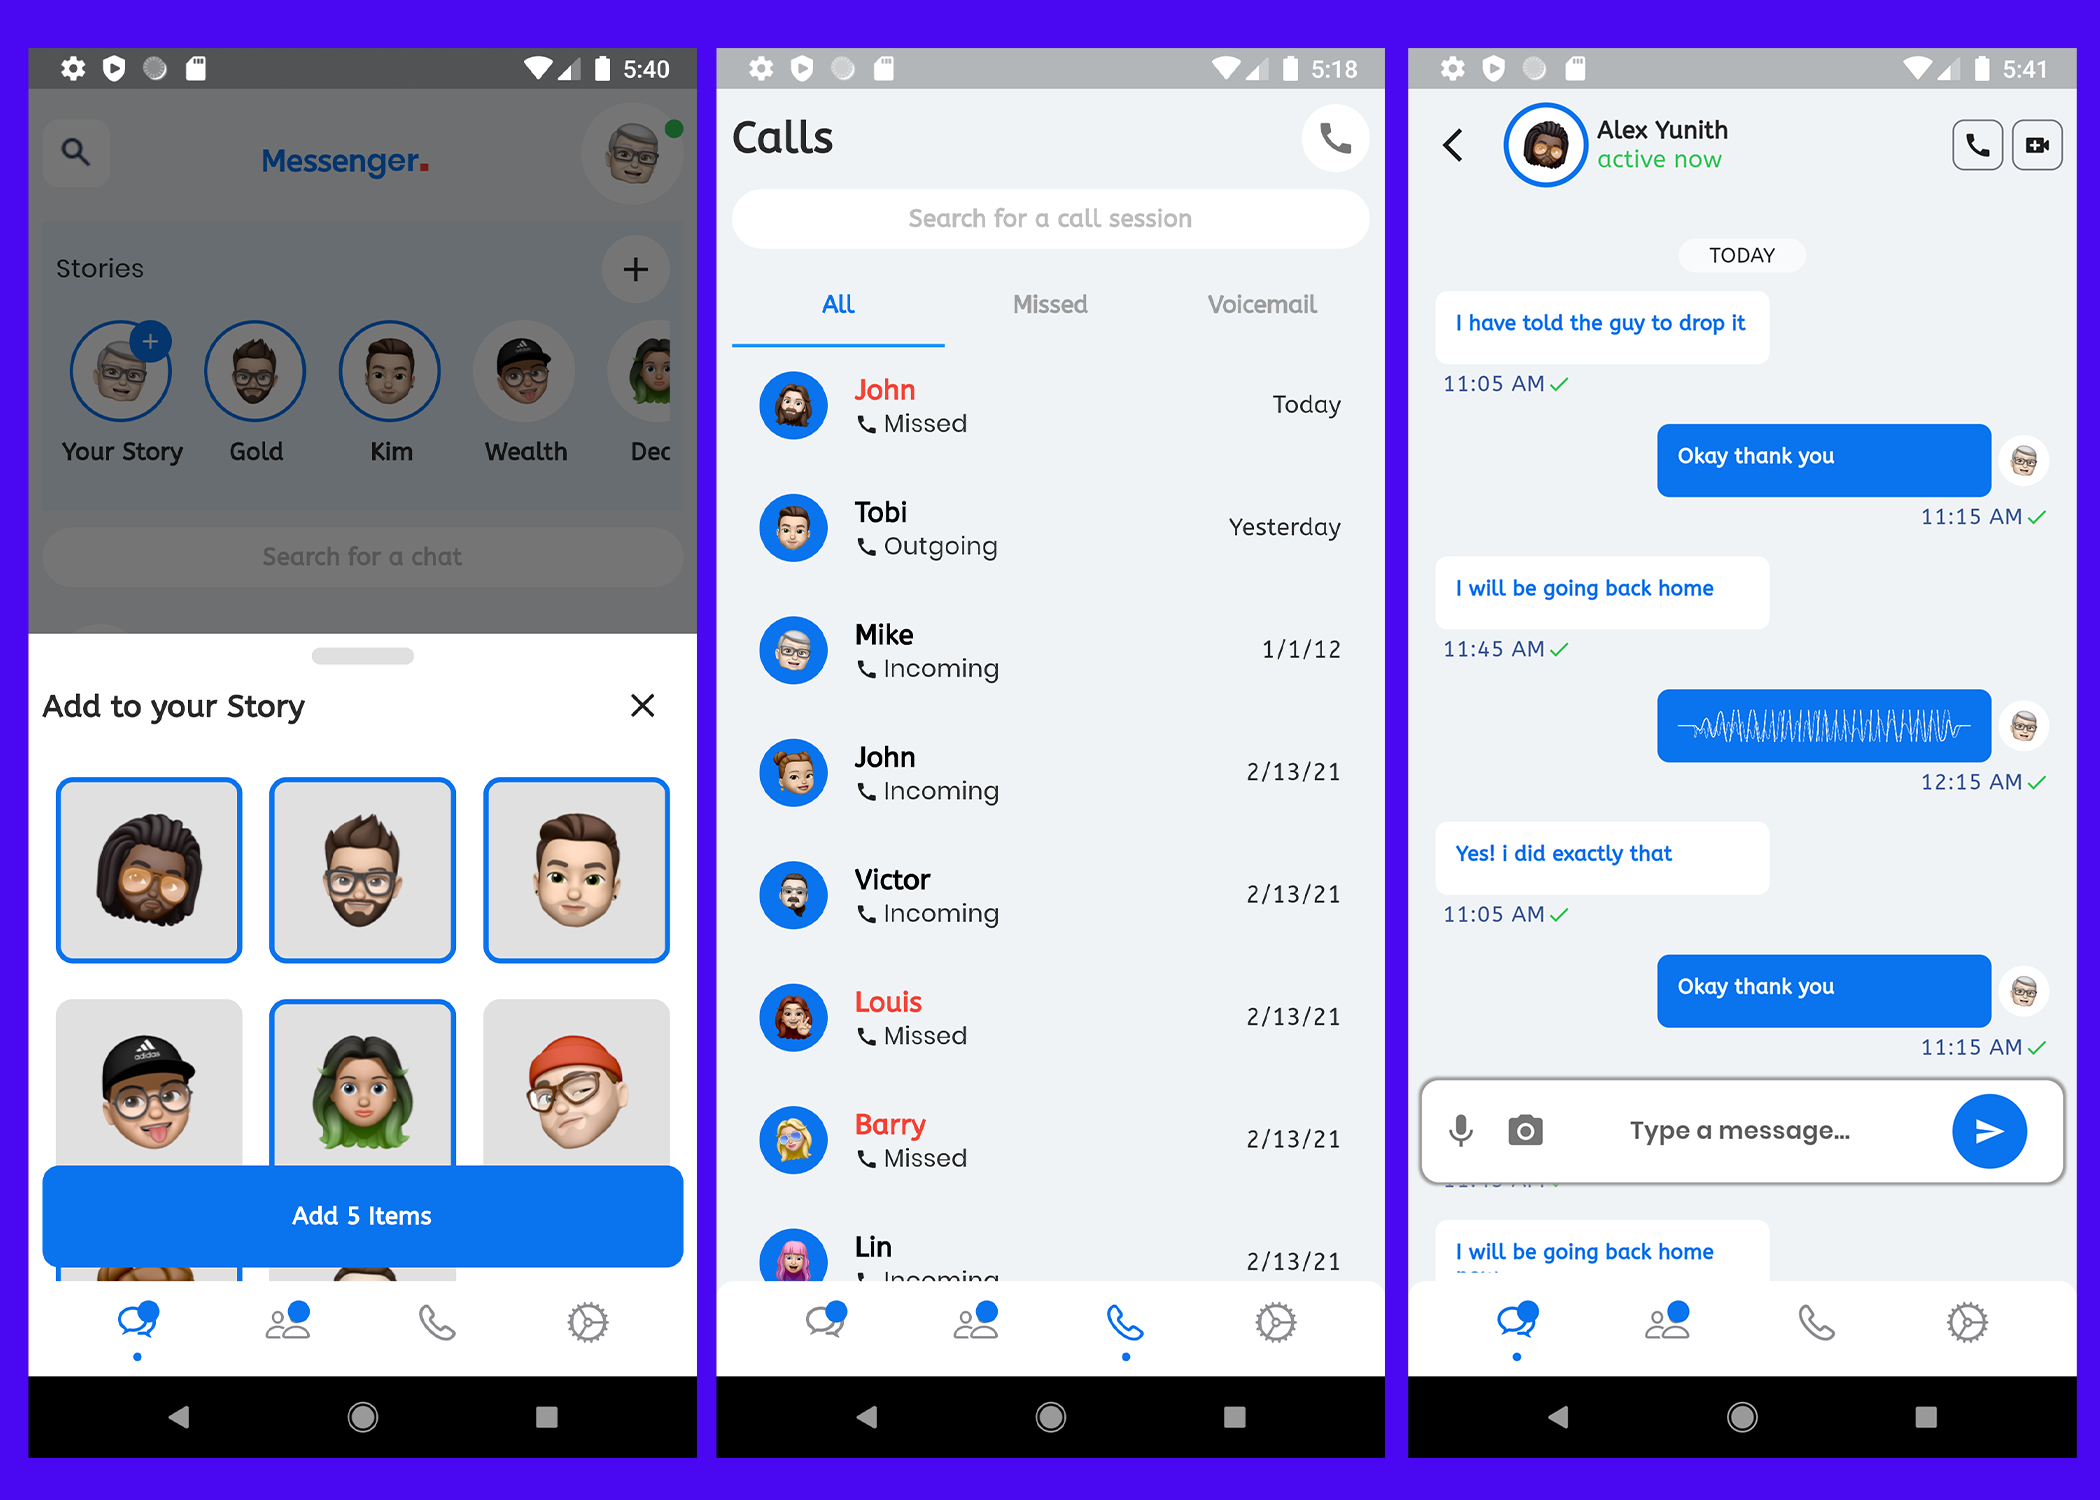 5:40
Messenger.
Stories
Your Story
Gold
Kim
Wealth
Dec
Search for a chat
Add to your Story
adidas
Add 5 Items
5:18
Calls
Search for a call session
All
Missed
Voicemail
John
Missed
Today
Tobi
Outgoing
Yesterday
Mike
Incoming
1/1/12
John
Incoming
2/13/21
Victor
Incoming
2/13/21
Louis
Missed
2/13/21
Barry
Missed
2/13/21
Lin
Incoming
2/13/21
5:41
Alex Yunith
active now
TODAY
I have told the guy to drop it
11:05 AM
Okay thank you
11:15 AM
I will be going back home
11:45 AM
12:15 AM
Yes! i did exactly that
11:05 AM
Okay thank you
11:15 AM
Type a message...
I will be going back home